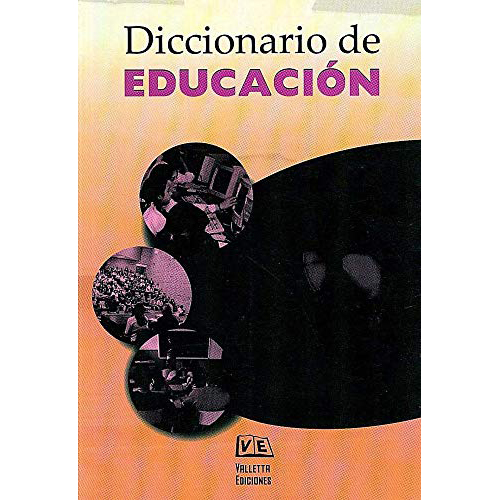 Diccionario de
EDUCACIÓN
VE
VALLETTA
EDICIONES